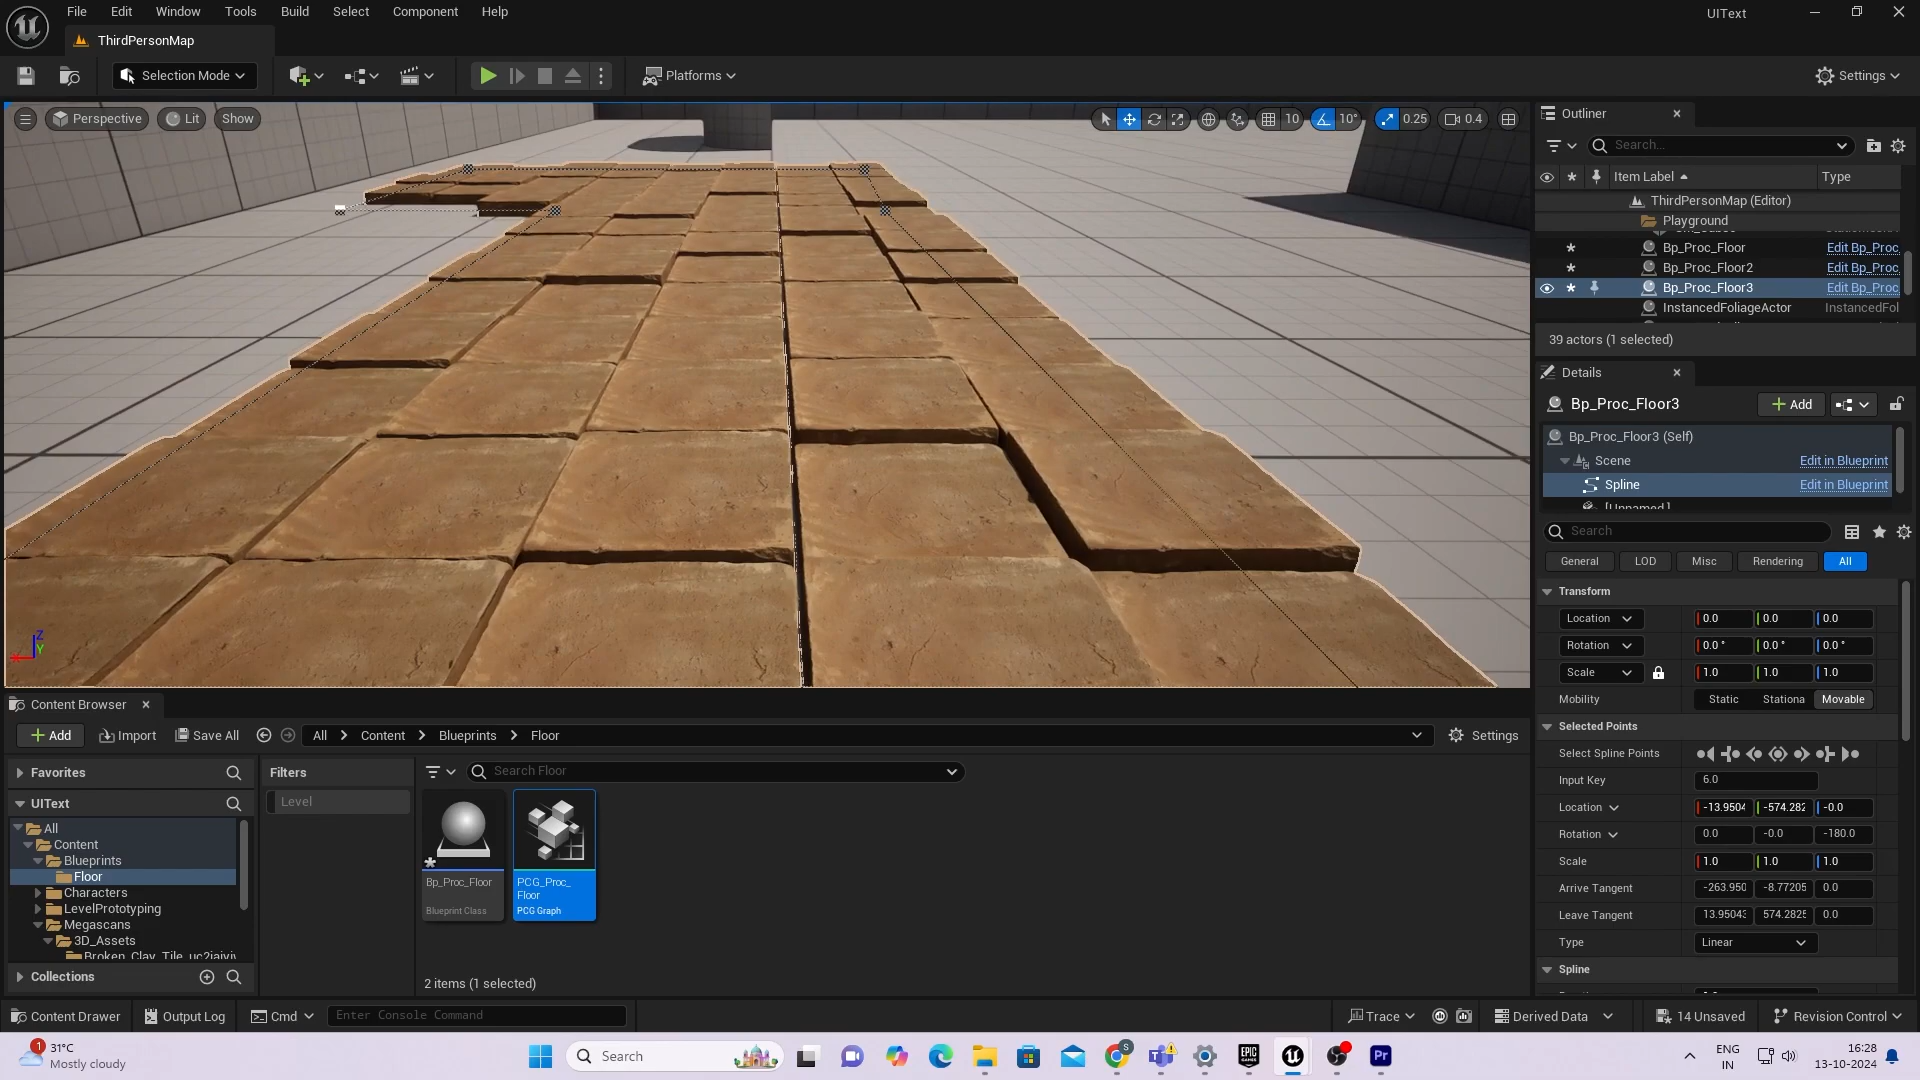 File Edit Window Tools Build Select Component Help
UIText
ThirdPersonMap
Selection Mode
Platforms
Settings
Perspective Lit Show
10 10° 0.25 0.4
Outliner
Search...
Item Label Type
ThirdPersonMap (Editor)
Playground
Bp_Proc_Floor Edit Bp_Proc
Bp_Proc_Floor2 Edit Bp_Proc
Bp_Proc_Floor3 Edit Bp_Proc
InstancedFoliageActor InstancedFol
39 actors (1 selected)
Details
Bp_Proc_Floor3
Add
Bp_Proc_Floor3 (Self)
Scene Edit in Blueprint
Spline Edit in Blueprint
[Unnamed]
Search
General LOD Misc Rendering All
Transform
Location 0.0 0.0 0.0
Rotation 0.0 ° 0.0 ° 0.0 °
Scale 1.0 1.0 1.0
Mobility Static Stationa Movable
Selected Points
Select Spline Points
Input Key 6.0
Location -13.9504 -574.282 -0.0
Rotation 0.0 -0.0 -180.0
Scale 1.0 1.0 1.0
Arrive Tangent -263.950 -8.77205 0.0
Leave Tangent 13.95043 574.2825 0.0
Type Linear
Spline
Z
Y
X
Content Browser
Add Import Save All All Content Blueprints Floor Settings
Favorites
UIText
All
Content
Blueprints
Floor
Characters
LevelPrototyping
Megascans
3D_Assets
Broken_Clay_Tile_uc2iaiviv
Collections
Filters
Level
Search Floor
Bp_Proc_Floor
Blueprint Class
PCG_Proc_
Floor
PCG Graph
2 items (1 selected)
Content Drawer Output Log Cmd Enter Console Command Trace Derived Data 14 Unsaved Revision Control
1
31°C
Mostly cloudy
Search
S
EPIC
GAMES
Pr
ENG
IN
16:28
13-10-2024